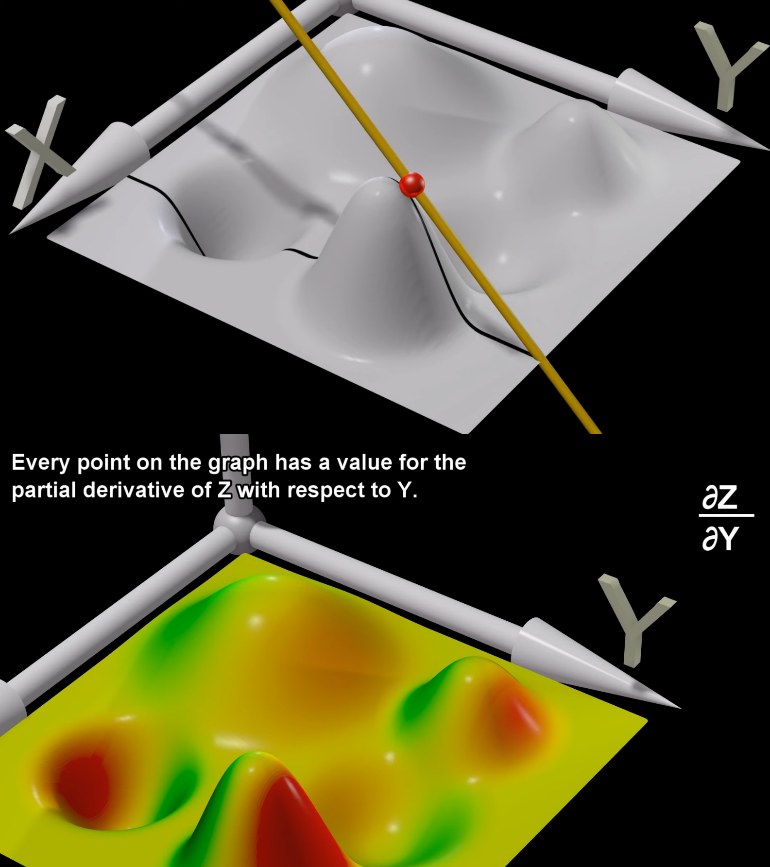 X
Y
Every point on the graph has a value for the
partial derivative of Z with respect to Y.
∂Z
∂Y
Y